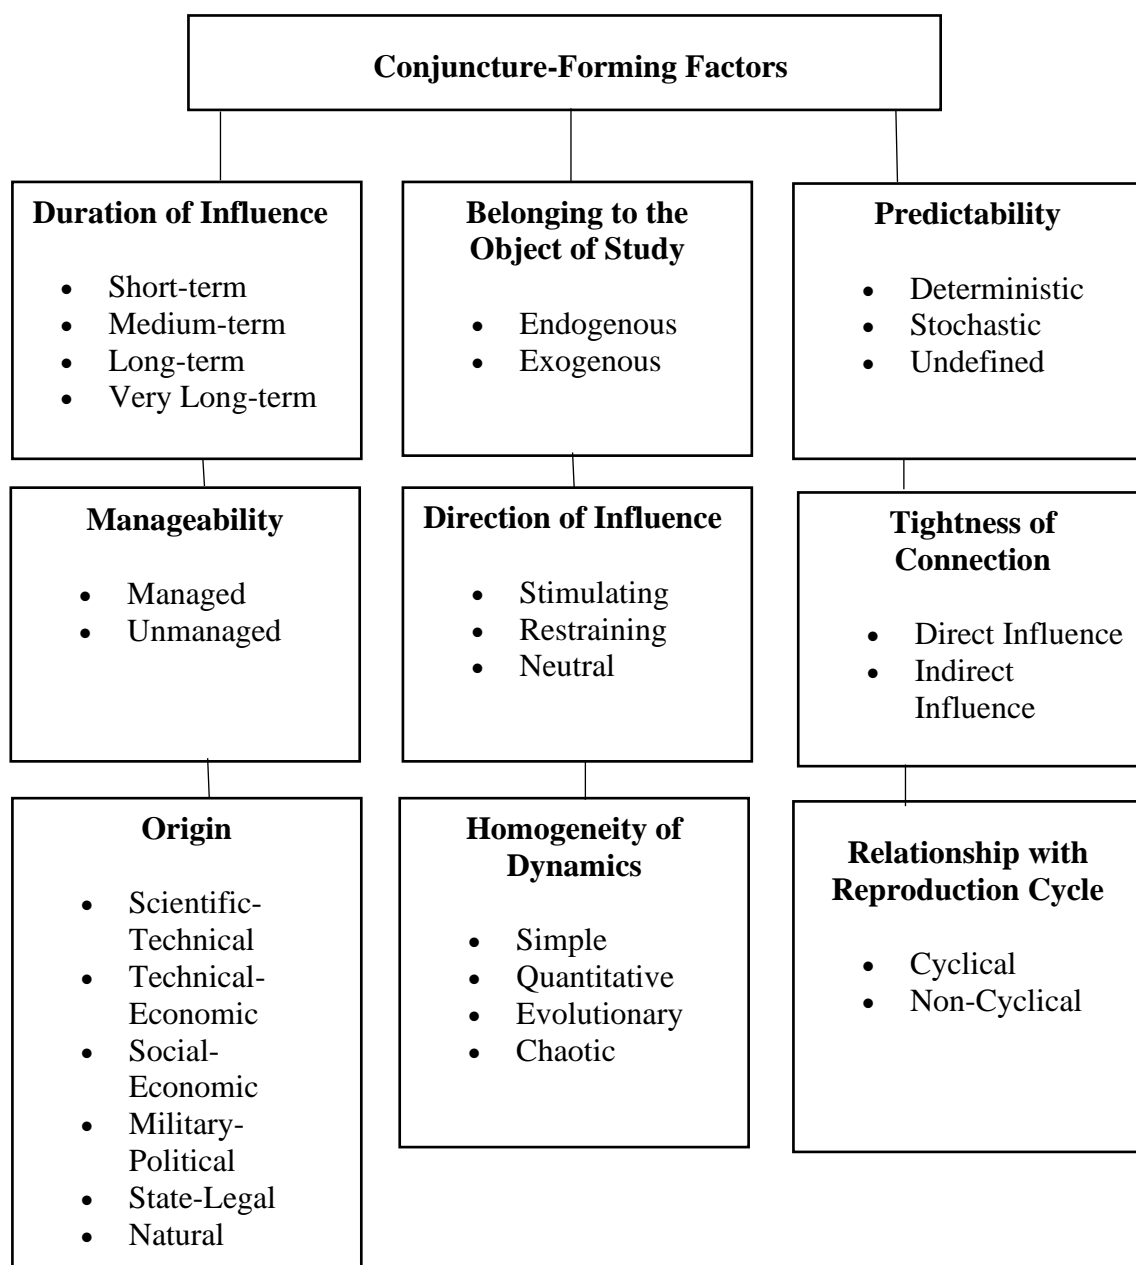 Conjuncture-Forming Factors
Duration of Influence
• Short-term
• Medium-term
• Long-term
• Very Long-term
Belonging to the
Object of Study
• Endogenous
• Exogenous
Predictability
• Deterministic
• Stochastic
• Undefined
Manageability
• Managed
• Unmanaged
Direction of Influence
• Stimulating
• Restraining
• Neutral
Tightness of
Connection
• Direct Influence
• Indirect
Influence
Origin
• Scientific-
Technical
• Technical-
Economic
• Social-
Economic
• Military-
Political
• State-Legal
• Natural
Homogeneity of
Dynamics
• Simple
• Quantitative
• Evolutionary
• Chaotic
Relationship with
Reproduction Cycle
• Cyclical
• Non-Cyclical